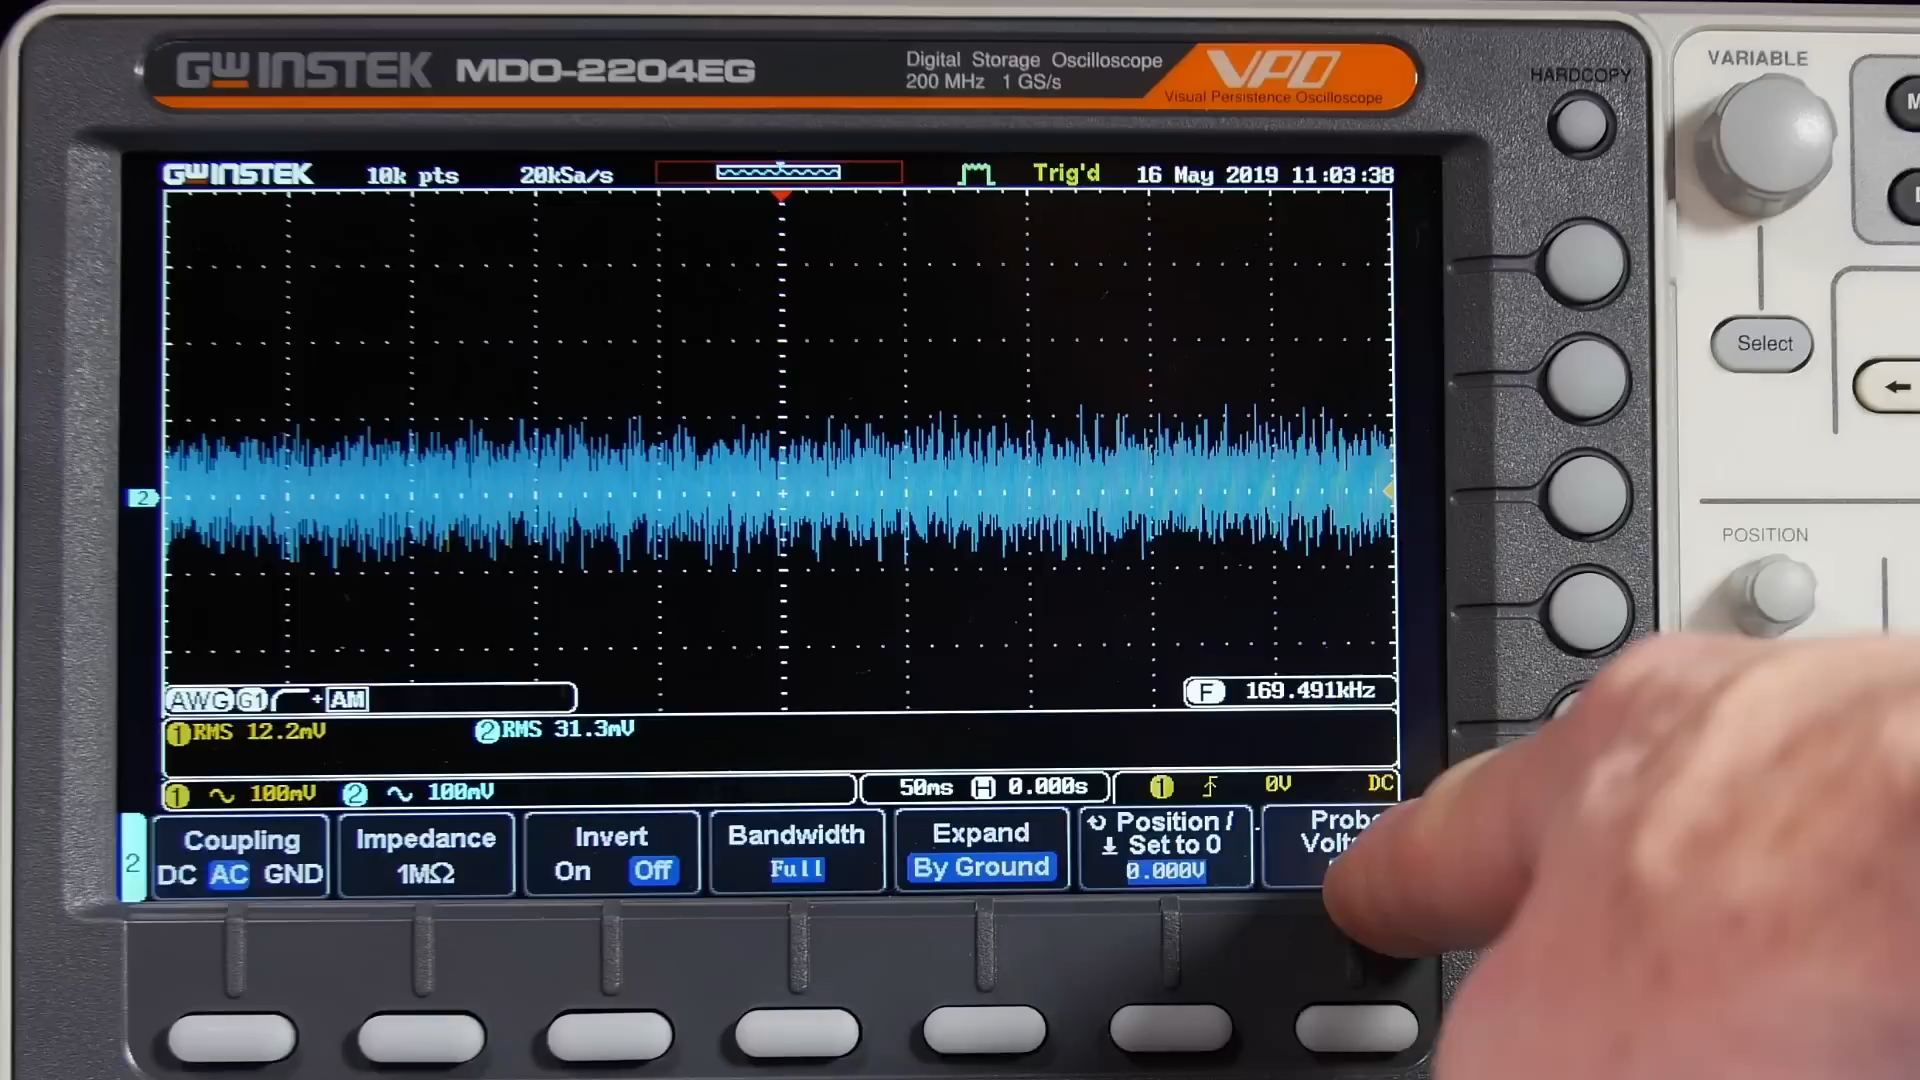 GW INSTEK MDO-2204EG
Digital Storage Oscilloscope
200 MHz 1 GS/s
VPO
Visual Persistence Oscilloscope
HARDCOPY
VARIABLE
Select
POSITION
GW INSTEK 10k pts 20kSa/s Trig'd 16 May 2019 11:03:38
2
AWG G1 + AM
F 169.491kHz
1 RMS 12.2mV 2 RMS 31.3mV
1 100mV 2 100mV 50ms H 0.000s 1 0V DC
2
Coupling
DC AC GND
Impedance
1MΩ
Invert
On Off
Bandwidth
Full
Expand
By Ground
Position /
Set to 0
0.000V